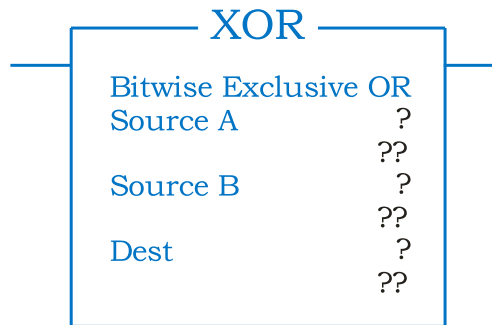 XOR
Bitwise Exclusive OR
Source A ?
??
Source B ?
??
Dest ?
??